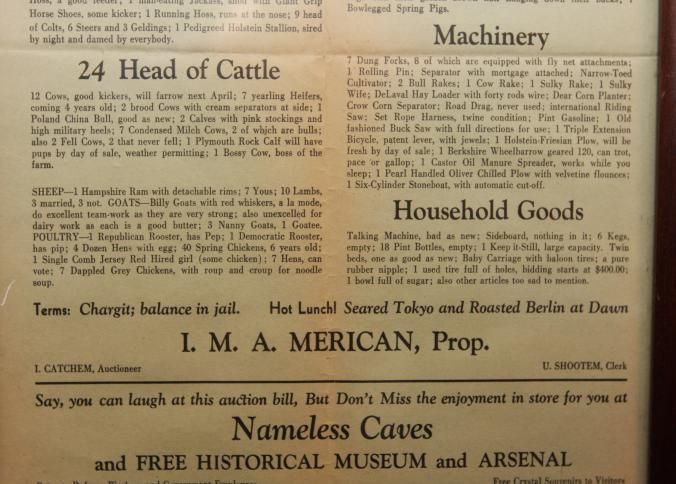 Hoss, a good feeder; 1 man-eating Jackass, shod with Giant Grip
Horse Shoes, some kicker; 1 Running Hoss, runs at the nose; 9 head
of Colts, 6 Steers and 3 Geldings; 1 Pedigreed Holstein Stallion, sired
by night and damed by everybody.
24 Head of Cattle
12 Cows, good kickers, will farrow next April; 7 yearling Heifers,
coming 4 years old; 2 brood Cows with cream separators at side; 1
Poland China Bull, good as new; 2 Calves with pink stockings and
high military heels; 7 Condensed Milch Cows, 2 of which are bulls;
also 2 Fell Cows, 2 that never fell; 1 Plymouth Rock Calf will have
pups by day of sale, weather permitting; 1 Bossy Cow, boss of the
farm.
SHEEP—1 Hampshire Ram with detachable rims; 7 Yous; 10 Lambs,
3 married, 3 not. GOATS—Billy Goats with red whiskers, a la mode,
do excellent team-work as they are very strong; also unexcelled for
dairy work as each is a good butter; 3 Nanny Goats, 1 Goatee.
POULTRY—1 Republican Rooster, has Pep; 1 Democratic Rooster,
has pip; 4 Dozen Hens with egg; 40 Spring Chickens, 6 years old;
1 Single Comb Jersey Red Hired girl (some chicken); 7 Hens, can
vote; 7 Dappled Grey Chickens, with roup and croup for noodle
soup.
Bowlegged Spring Pigs.
Machinery
7 Dung Forks, 8 of which are equipped with fly net attachments;
1 Rolling Pin; Separator with mortgage attached; Narrow-Toed
Cultivator; 2 Bull Rakes; 1 Cow Rake; 1 Sulky Rake; 1 Sulky
Wife; DeLaval Hay Loader with forty rods wire; Dear Corn Planter;
Crow Corn Separator; Road Drag, never used; international Riding
Saw; Set Rope Harness, twine condition; Pint Gasoline; 1 Old
fashioned Buck Saw with full directions for use; 1 Triple Extension
Bicycle, patent lever, with jewels; 1 Holstein-Friesian Plow, will be
fresh by day of sale; 1 Berkshire Wheelbarrow geared 120, can trot,
pace or gallop; 1 Castor Oil Manure Spreader, works while you
sleep; 1 Pearl Handled Oliver Chilled Plow with velvetine flounces;
1 Six-Cylinder Stoneboat, with automatic cut-off.
Household Goods
Talking Machine, bad as new; Sideboard, nothing in it; 6 Kegs,
empty; 18 Pint Bottles, empty; 1 Keep it-Still, large capacity. Twin
beds, one as good as new; Baby Carriage with baloon tires; a pure
rubber nipple; 1 used tire full of holes, bidding starts at $400.00;
1 bowl full of sugar; also other articles too sad to mention.
Terms: Chargit; balance in jail. Hot Lunch! Seared Tokyo and Roasted Berlin at Dawn
I. M. A. MERICAN, Prop.
I. CATCHEM, Auctioneer U. SHOOTEM, Clerk
Say, you can laugh at this auction bill, But Don't Miss the enjoyment in store for you at
Nameless Caves
and FREE HISTORICAL MUSEUM and ARSENAL
Free Crystal Souvenirs to Visitors